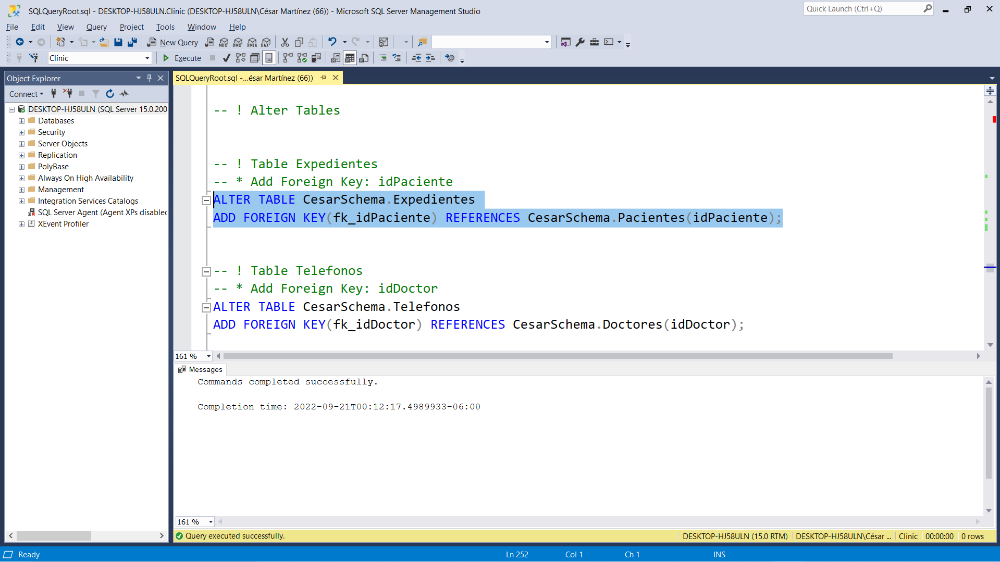 SQLQueryRoot.sql - DESKTOP-HJ58ULN.Clinic (DESKTOP-HJ58ULN\César Martínez (66)) - Microsoft SQL Server Management Studio
Quick Launch (Ctrl+Q)
File Edit View Query Project Tools Window Help
New Query MDX DMX XMLA DAX
Clinic Execute
Object Explorer
SQLQueryRoot.sql -...ésar Martínez (66))
Connect
DESKTOP-HJ58ULN (SQL Server 15.0.200
Databases
Security
Server Objects
Replication
PolyBase
Always On High Availability
Management
Integration Services Catalogs
SQL Server Agent (Agent XPs disablec
XEvent Profiler
-- ! Alter Tables
-- ! Table Expedientes
-- * Add Foreign Key: idPaciente
ALTER TABLE CesarSchema.Expedientes
ADD FOREIGN KEY(fk_idPaciente) REFERENCES CesarSchema.Pacientes(idPaciente);
-- ! Table Telefonos
-- * Add Foreign Key: idDoctor
ALTER TABLE CesarSchema.Telefonos
ADD FOREIGN KEY(fk_idDoctor) REFERENCES CesarSchema.Doctores(idDoctor);
161 %
Messages
Commands completed successfully.
Completion time: 2022-09-21T00:12:17.4989933-06:00
161 %
Query executed successfully. DESKTOP-HJ58ULN (15.0 RTM) DESKTOP-HJ58ULN\César ... Clinic 00:00:00 0 rows
Ready Ln 252 Col 1 Ch 1 INS